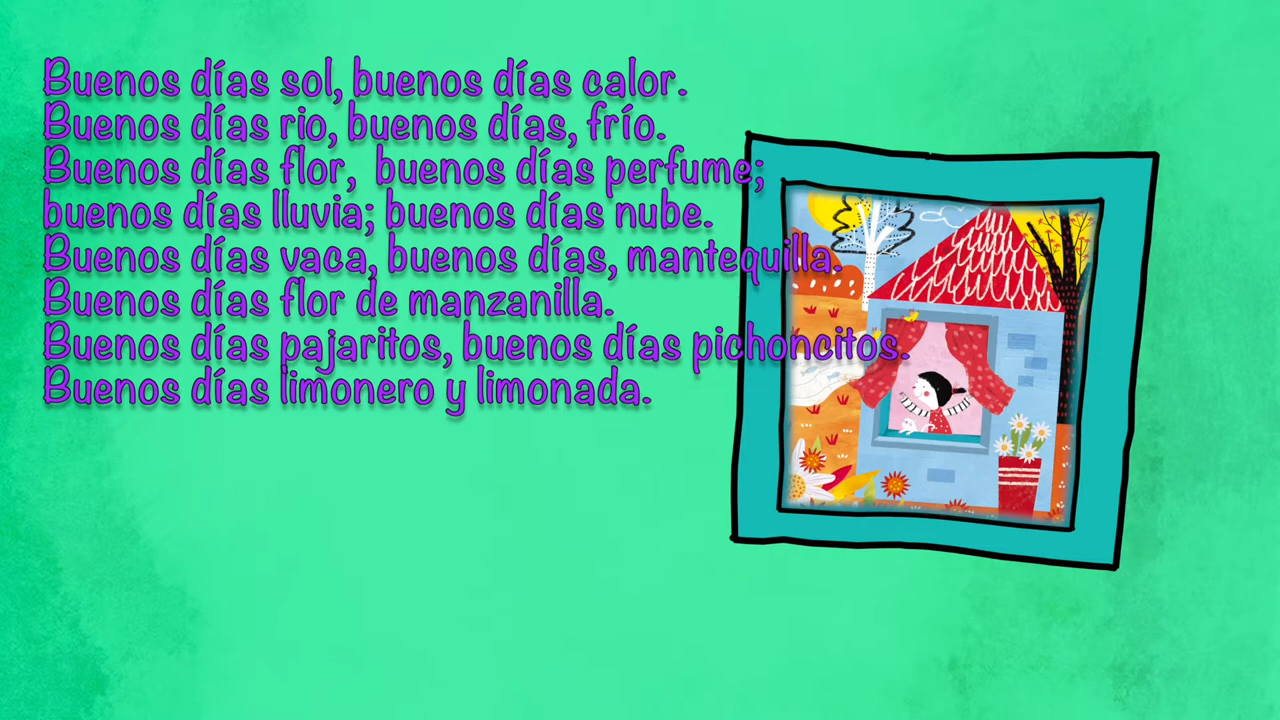 Buenos días sol, buenos días calor.
Buenos días rio, buenos días, frío.
Buenos días flor, buenos días perfume;
buenos días lluvia; buenos días nube.
Buenos días vaca, buenos días, mantequilla.
Buenos días flor de manzanilla.
Buenos días pajaritos, buenos días pichoncitos.
Buenos días limonero y limonada.